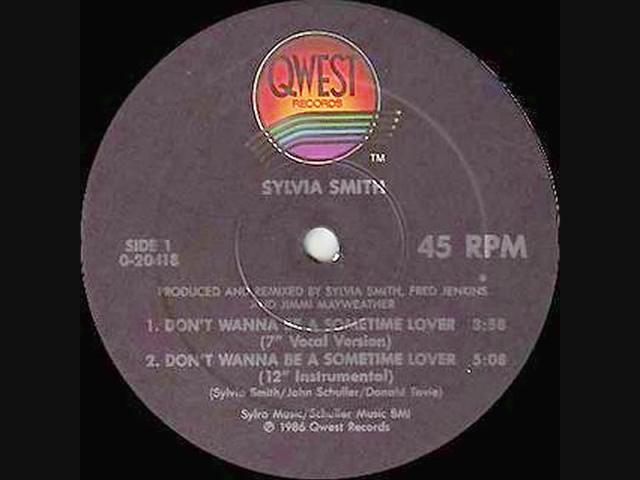 QWEST
RECORDS
TM
SYLVIA SMITH
SIDE 1
0-20418
45 RPM
PRODUCED AND REMIXED BY SYLVIA SMITH, FRED JENKINS
AND JIMMI MAYWEATHER
1. DON'T WANNA BE A SOMETIME LOVER 3:58
(7" Vocal Version)
2. DON'T WANNA BE A SOMETIME LOVER 5:08
(12" Instrumental)
(Sylvia Smith/John Schuller/Donald Tavie)
Sylro Music/Schuller Music BMI
℗ 1986 Qwest Records